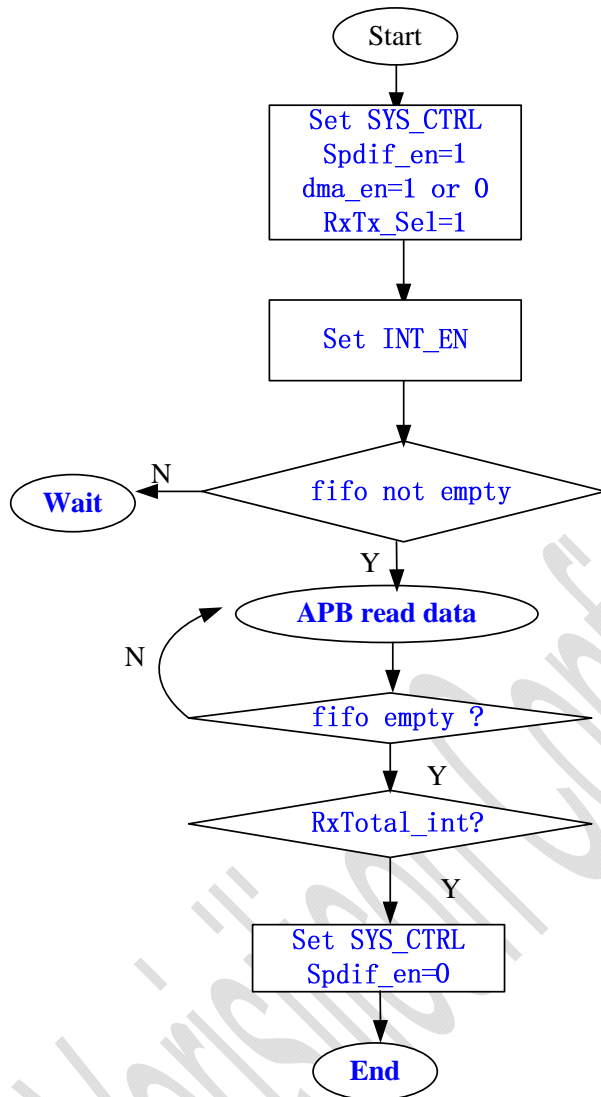 Start
Set SYS_CTRL
Spdif_en=1
dma_en=1 or 0
RxTx_Sel=1
Set INT_EN
fifo not empty
N
Wait
Y
APB read data
N
fifo empty ?
Y
RxTotal_int?
Y
Set SYS_CTRL
Spdif_en=0
End